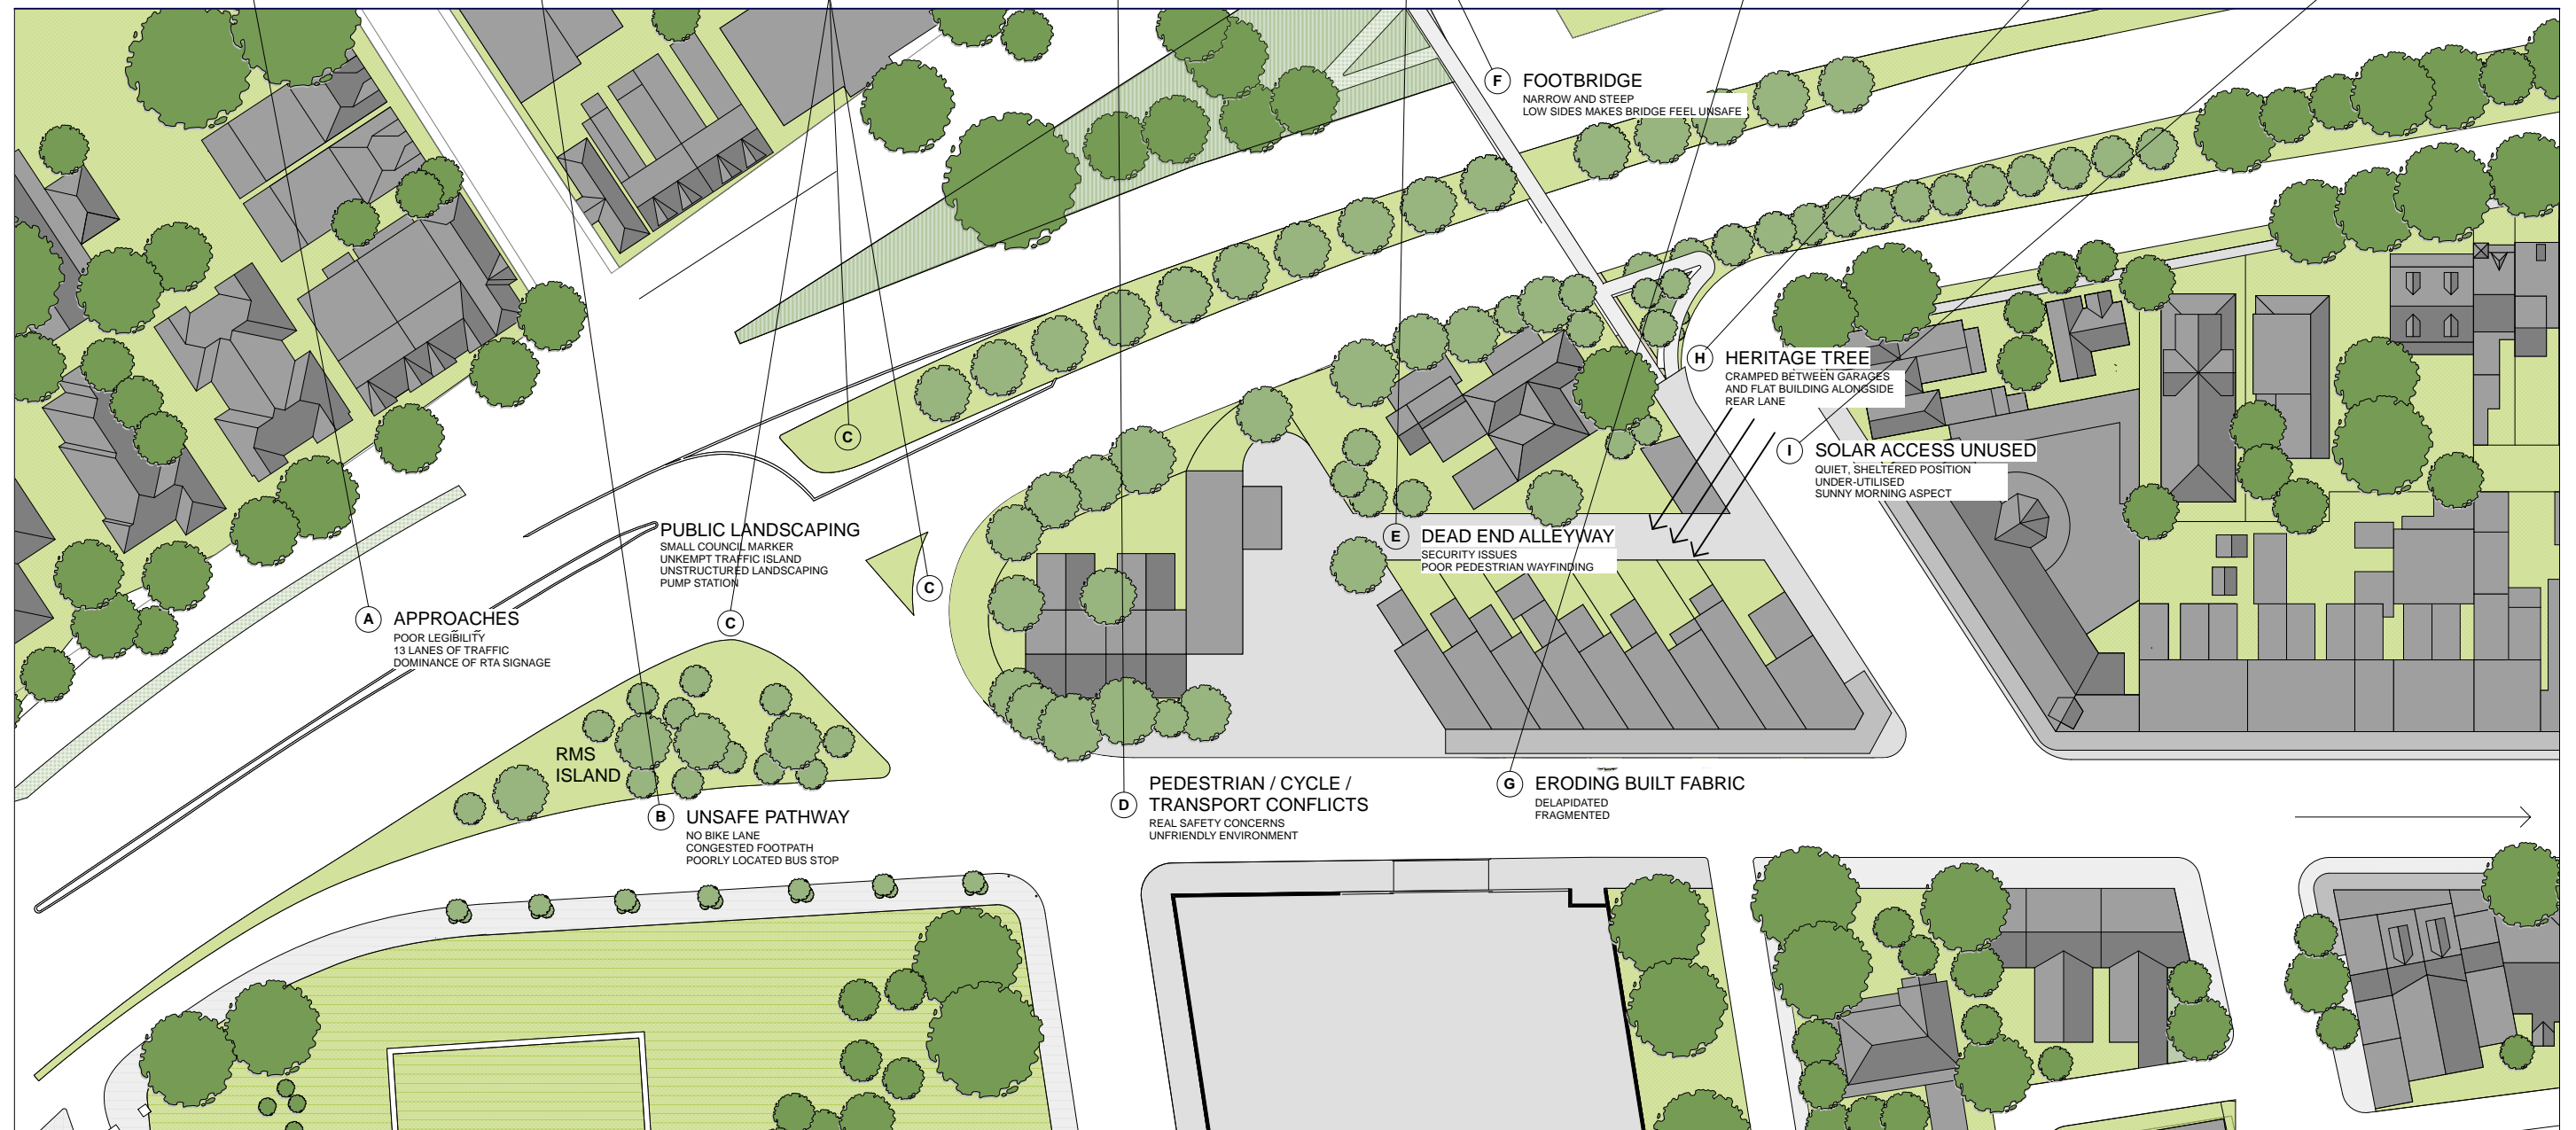 F FOOTBRIDGE
NARROW AND STEEP
LOW SIDES MAKES BRIDGE FEEL UNSAFE
H HERITAGE TREE
CRAMPED BETWEEN GARAGES
AND FLAT BUILDING ALONGSIDE
REAR LANE
C
I SOLAR ACCESS UNUSED
QUIET, SHELTERED POSITION
UNDER-UTILISED
SUNNY MORNING ASPECT
PUBLIC LANDSCAPING
SMALL COUNCIL MARKER
UNKEMPT TRAFFIC ISLAND
UNSTRUCTURED LANDSCAPING
PUMP STATION
E DEAD END ALLEYWAY
SECURITY ISSUES
POOR PEDESTRIAN WAYFINDING
C
A APPROACHES
POOR LEGIBILITY
13 LANES OF TRAFFIC
DOMINANCE OF RTA SIGNAGE
C
RMS
ISLAND
B UNSAFE PATHWAY
NO BIKE LANE
CONGESTED FOOTPATH
POORLY LOCATED BUS STOP
D PEDESTRIAN / CYCLE /
TRANSPORT CONFLICTS
REAL SAFETY CONCERNS
UNFRIENDLY ENVIRONMENT
G ERODING BUILT FABRIC
DELAPIDATED
FRAGMENTED